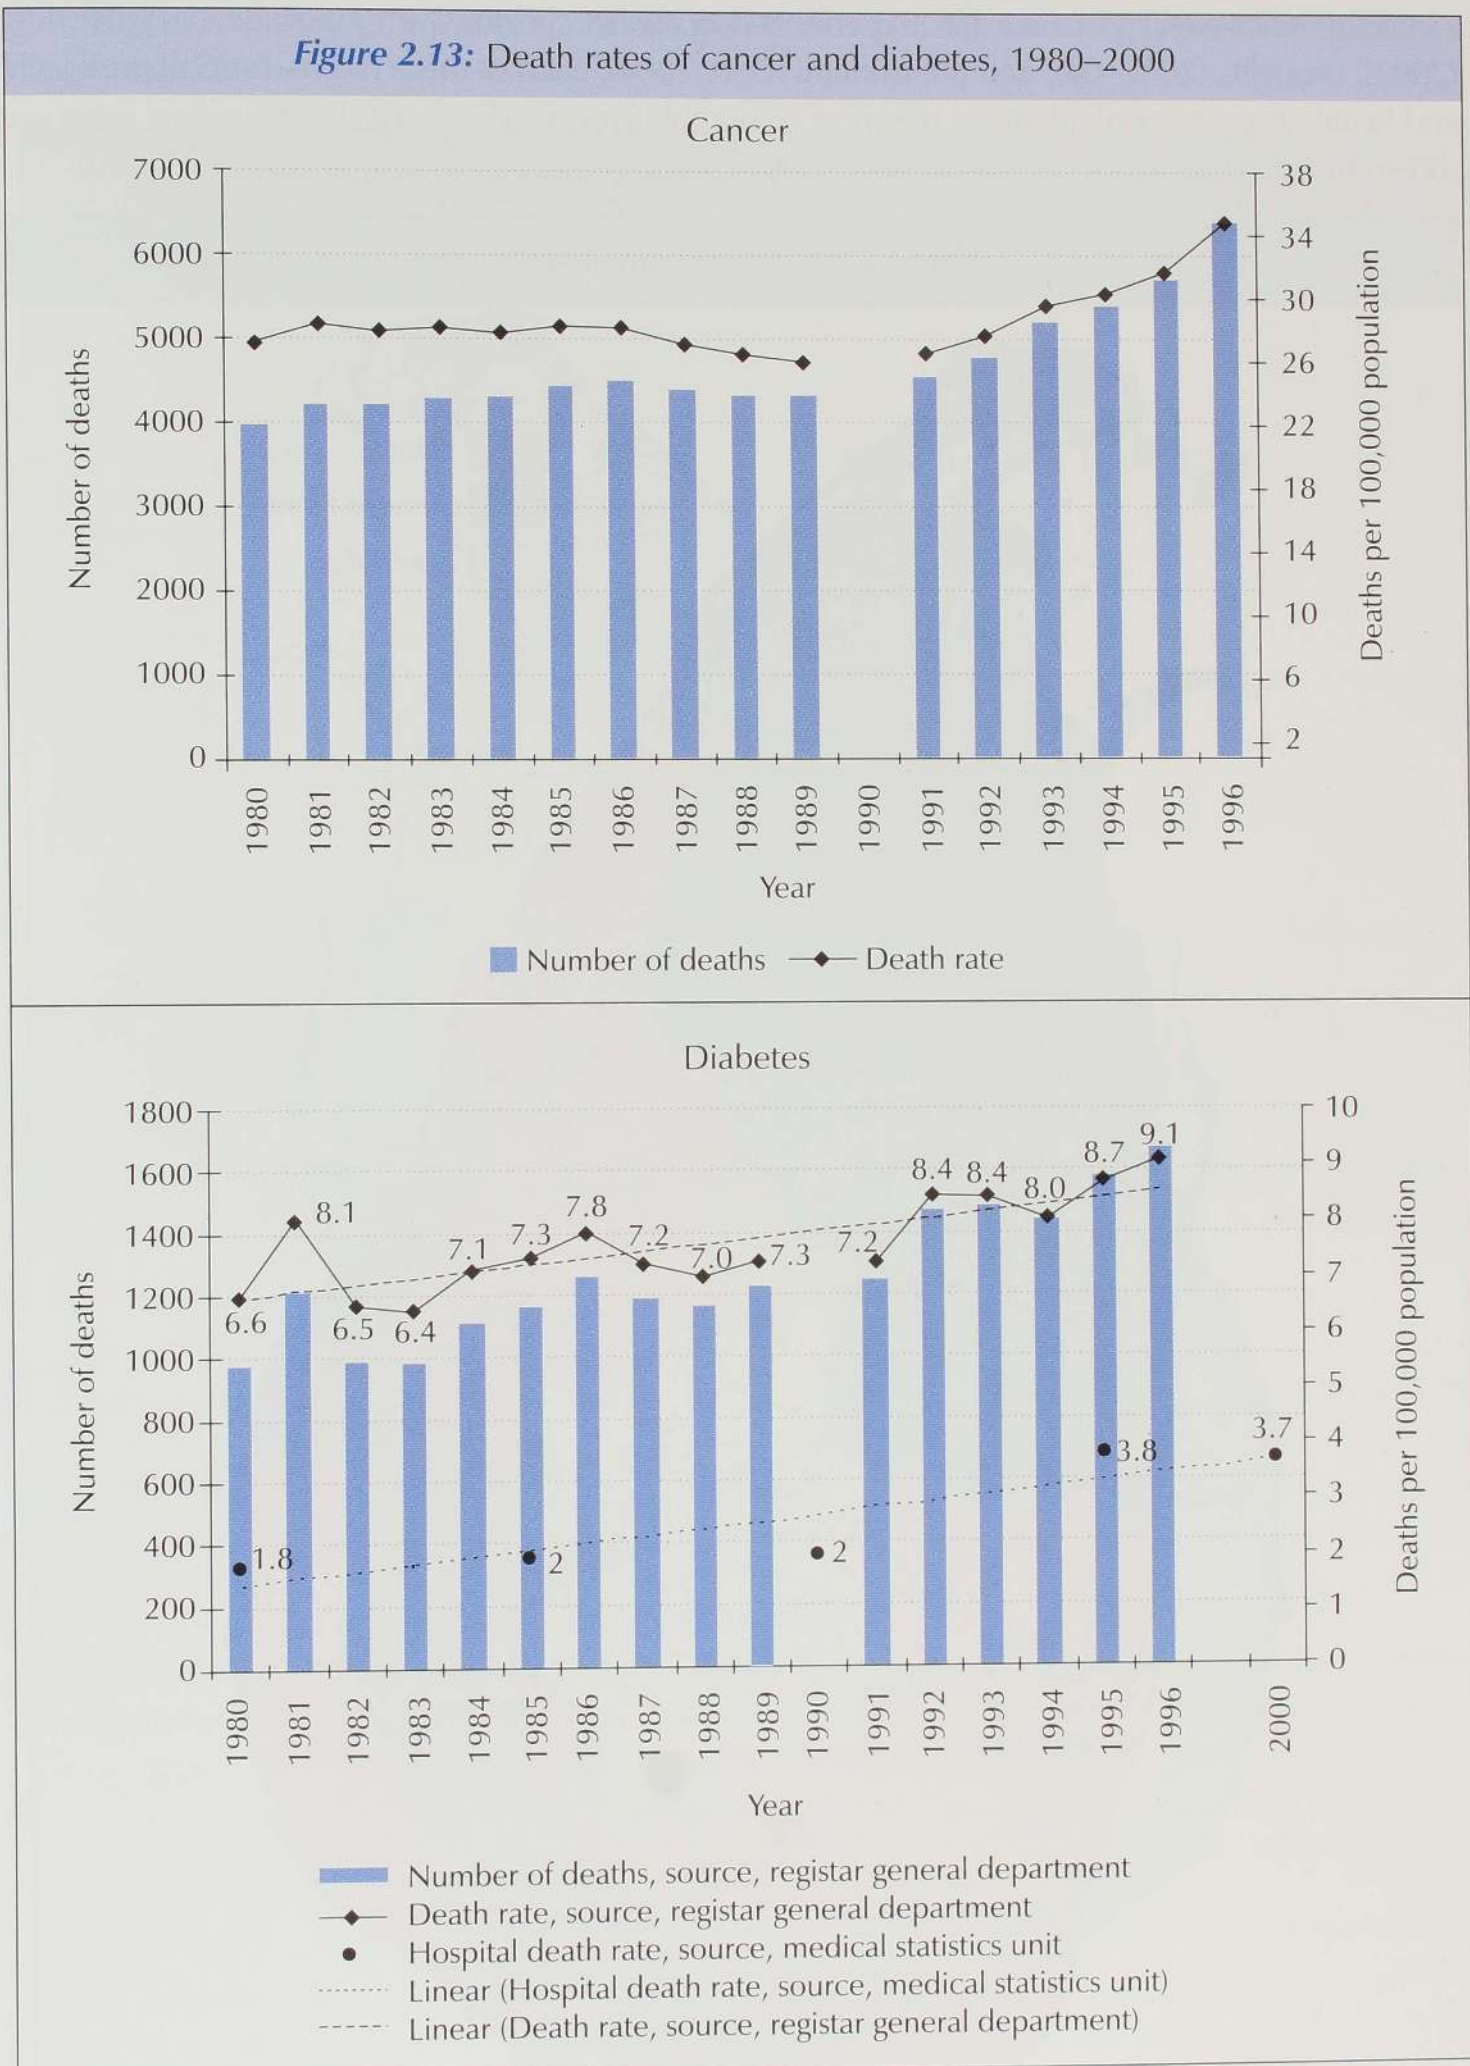 Figure 2.13: Death rates of cancer and diabetes, 1980–2000
Cancer
Number of deaths
7000
6000
5000
4000
3000
2000
1000
0
38
34
30
26
22
18
14
10
6
2
Deaths per 100,000 population
1980 1981 1982 1983 1984 1985 1986 1987 1988 1989 1990 1991 1992 1993 1994 1995 1996
Year
Number of deaths Death rate
Diabetes
Number of deaths
1800
1600
1400
1200
1000
800
600
400
200
0
6.6 8.1 6.5 6.4 7.1 7.3 7.8 7.2 7.0 7.3 7.2 8.4 8.4 8.0 8.7 9.1
1.8 2 2 3.8 3.7
10
9
8
7
6
5
4
3
2
1
0
Deaths per 100,000 population
1980 1981 1982 1983 1984 1985 1986 1987 1988 1989 1990 1991 1992 1993 1994 1995 1996 2000
Year
Number of deaths, source, registar general department
Death rate, source, registar general department
Hospital death rate, source, medical statistics unit
Linear (Hospital death rate, source, medical statistics unit)
Linear (Death rate, source, registar general department)